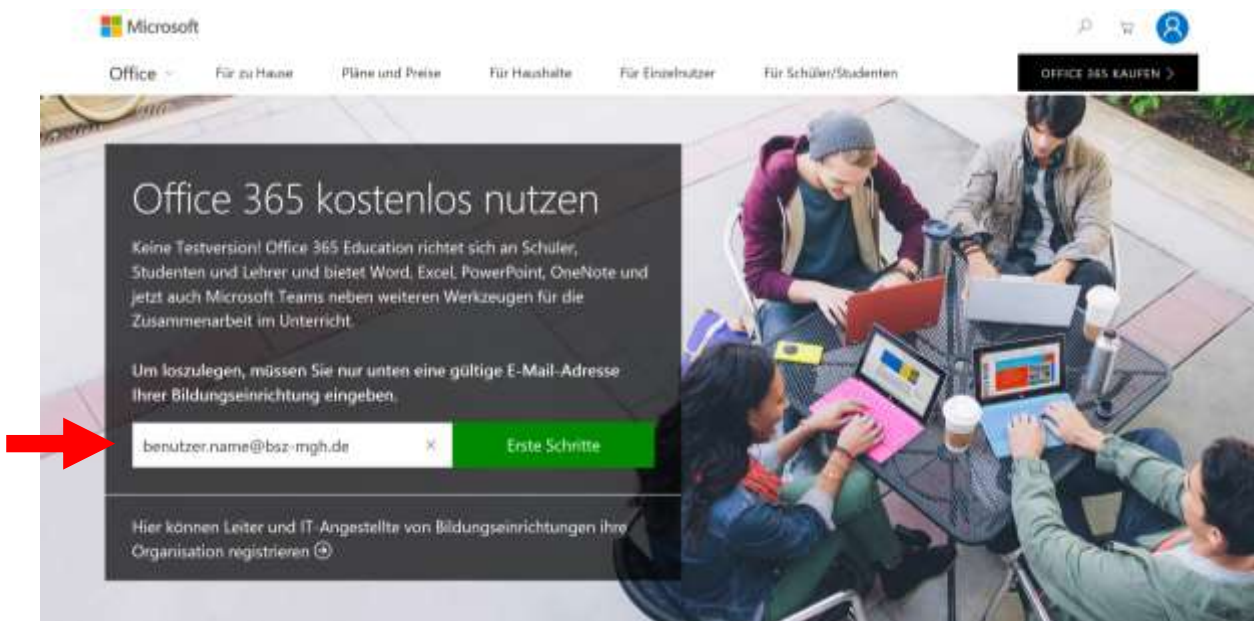 Microsoft
Office
Für zu Hause
Pläne und Preise
Für Haushalte
Für Einzelnutzer
Für Schüler/Studenten
OFFICE 365 KAUFEN
Office 365 kostenlos nutzen
Keine Testversion! Office 365 Education richtet sich an Schüler,
Studenten und Lehrer und bietet Word, Excel, PowerPoint, OneNote und
jetzt auch Microsoft Teams neben weiteren Werkzeugen für die
Zusammenarbeit im Unterricht.
Um loszulegen, müssen Sie nur unten eine gültige E-Mail-Adresse
Ihrer Bildungseinrichtung eingeben.
benutzer.name@bsz-mgh.de
Erste Schritte
Hier können Leiter und IT-Angestellte von Bildungseinrichtungen ihre
Organisation registrieren